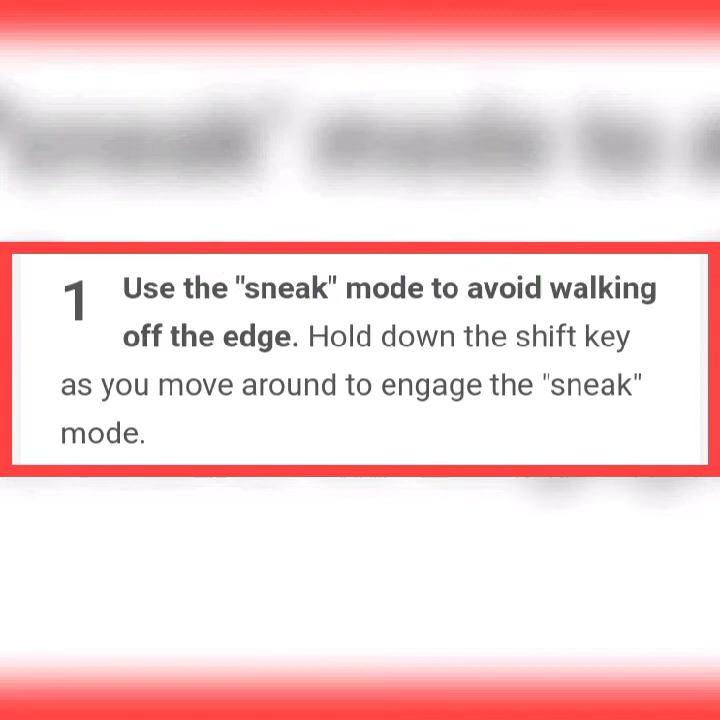 1 Use the "sneak" mode to avoid walking
off the edge. Hold down the shift key
as you move around to engage the "sneak"
mode.